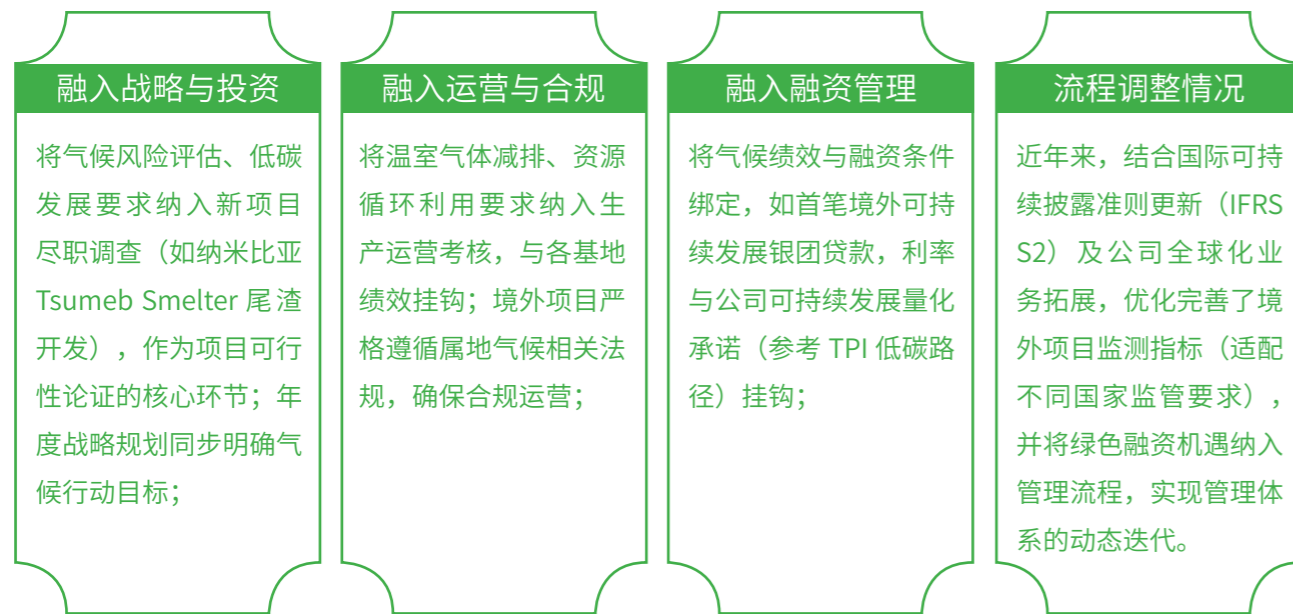 融入战略与投资
将气候风险评估、低碳
发展要求纳入新项目
尽职调查（如纳米比亚
Tsumeb Smelter 尾渣
开发），作为项目可行
性论证的核心环节；年
度战略规划同步明确气
候行动目标；
融入运营与合规
将温室气体减排、资源
循环利用要求纳入生
产运营考核，与各基地
绩效挂钩；境外项目严
格遵循属地气候相关法
规，确保合规运营；
融入融资管理
将气候绩效与融资条件
绑定，如首笔境外可持
续发展银团贷款，利率
与公司可持续发展量化
承诺（参考 TPI 低碳路
径）挂钩；
流程调整情况
近年来，结合国际可持
续披露准则更新（IFRS
S2）及公司全球化业
务拓展，优化完善了境
外项目监测指标（适配
不同国家监管要求），
并将绿色融资机遇纳入
管理流程，实现管理体
系的动态迭代。